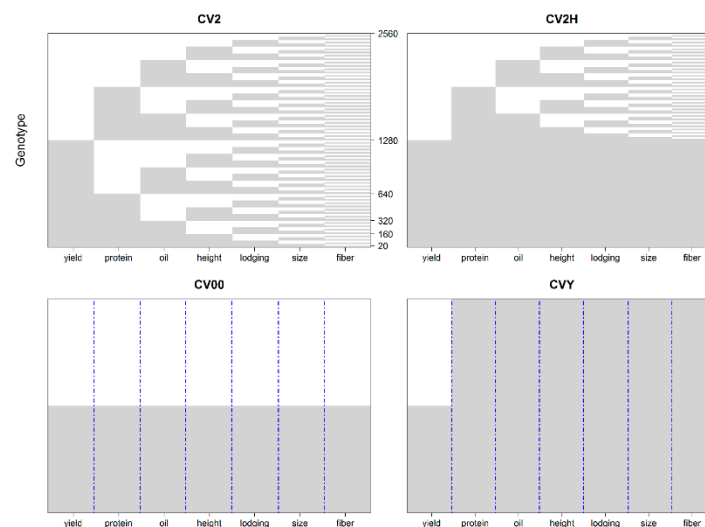 CV2 CV2H
Genotype
2560
1280
640
320
160
20
yield protein oil height lodging size fiber yield protein oil height lodging size fiber
CV00 CVY
yield protein oil height lodging size fiber yield protein oil height lodging size fiber